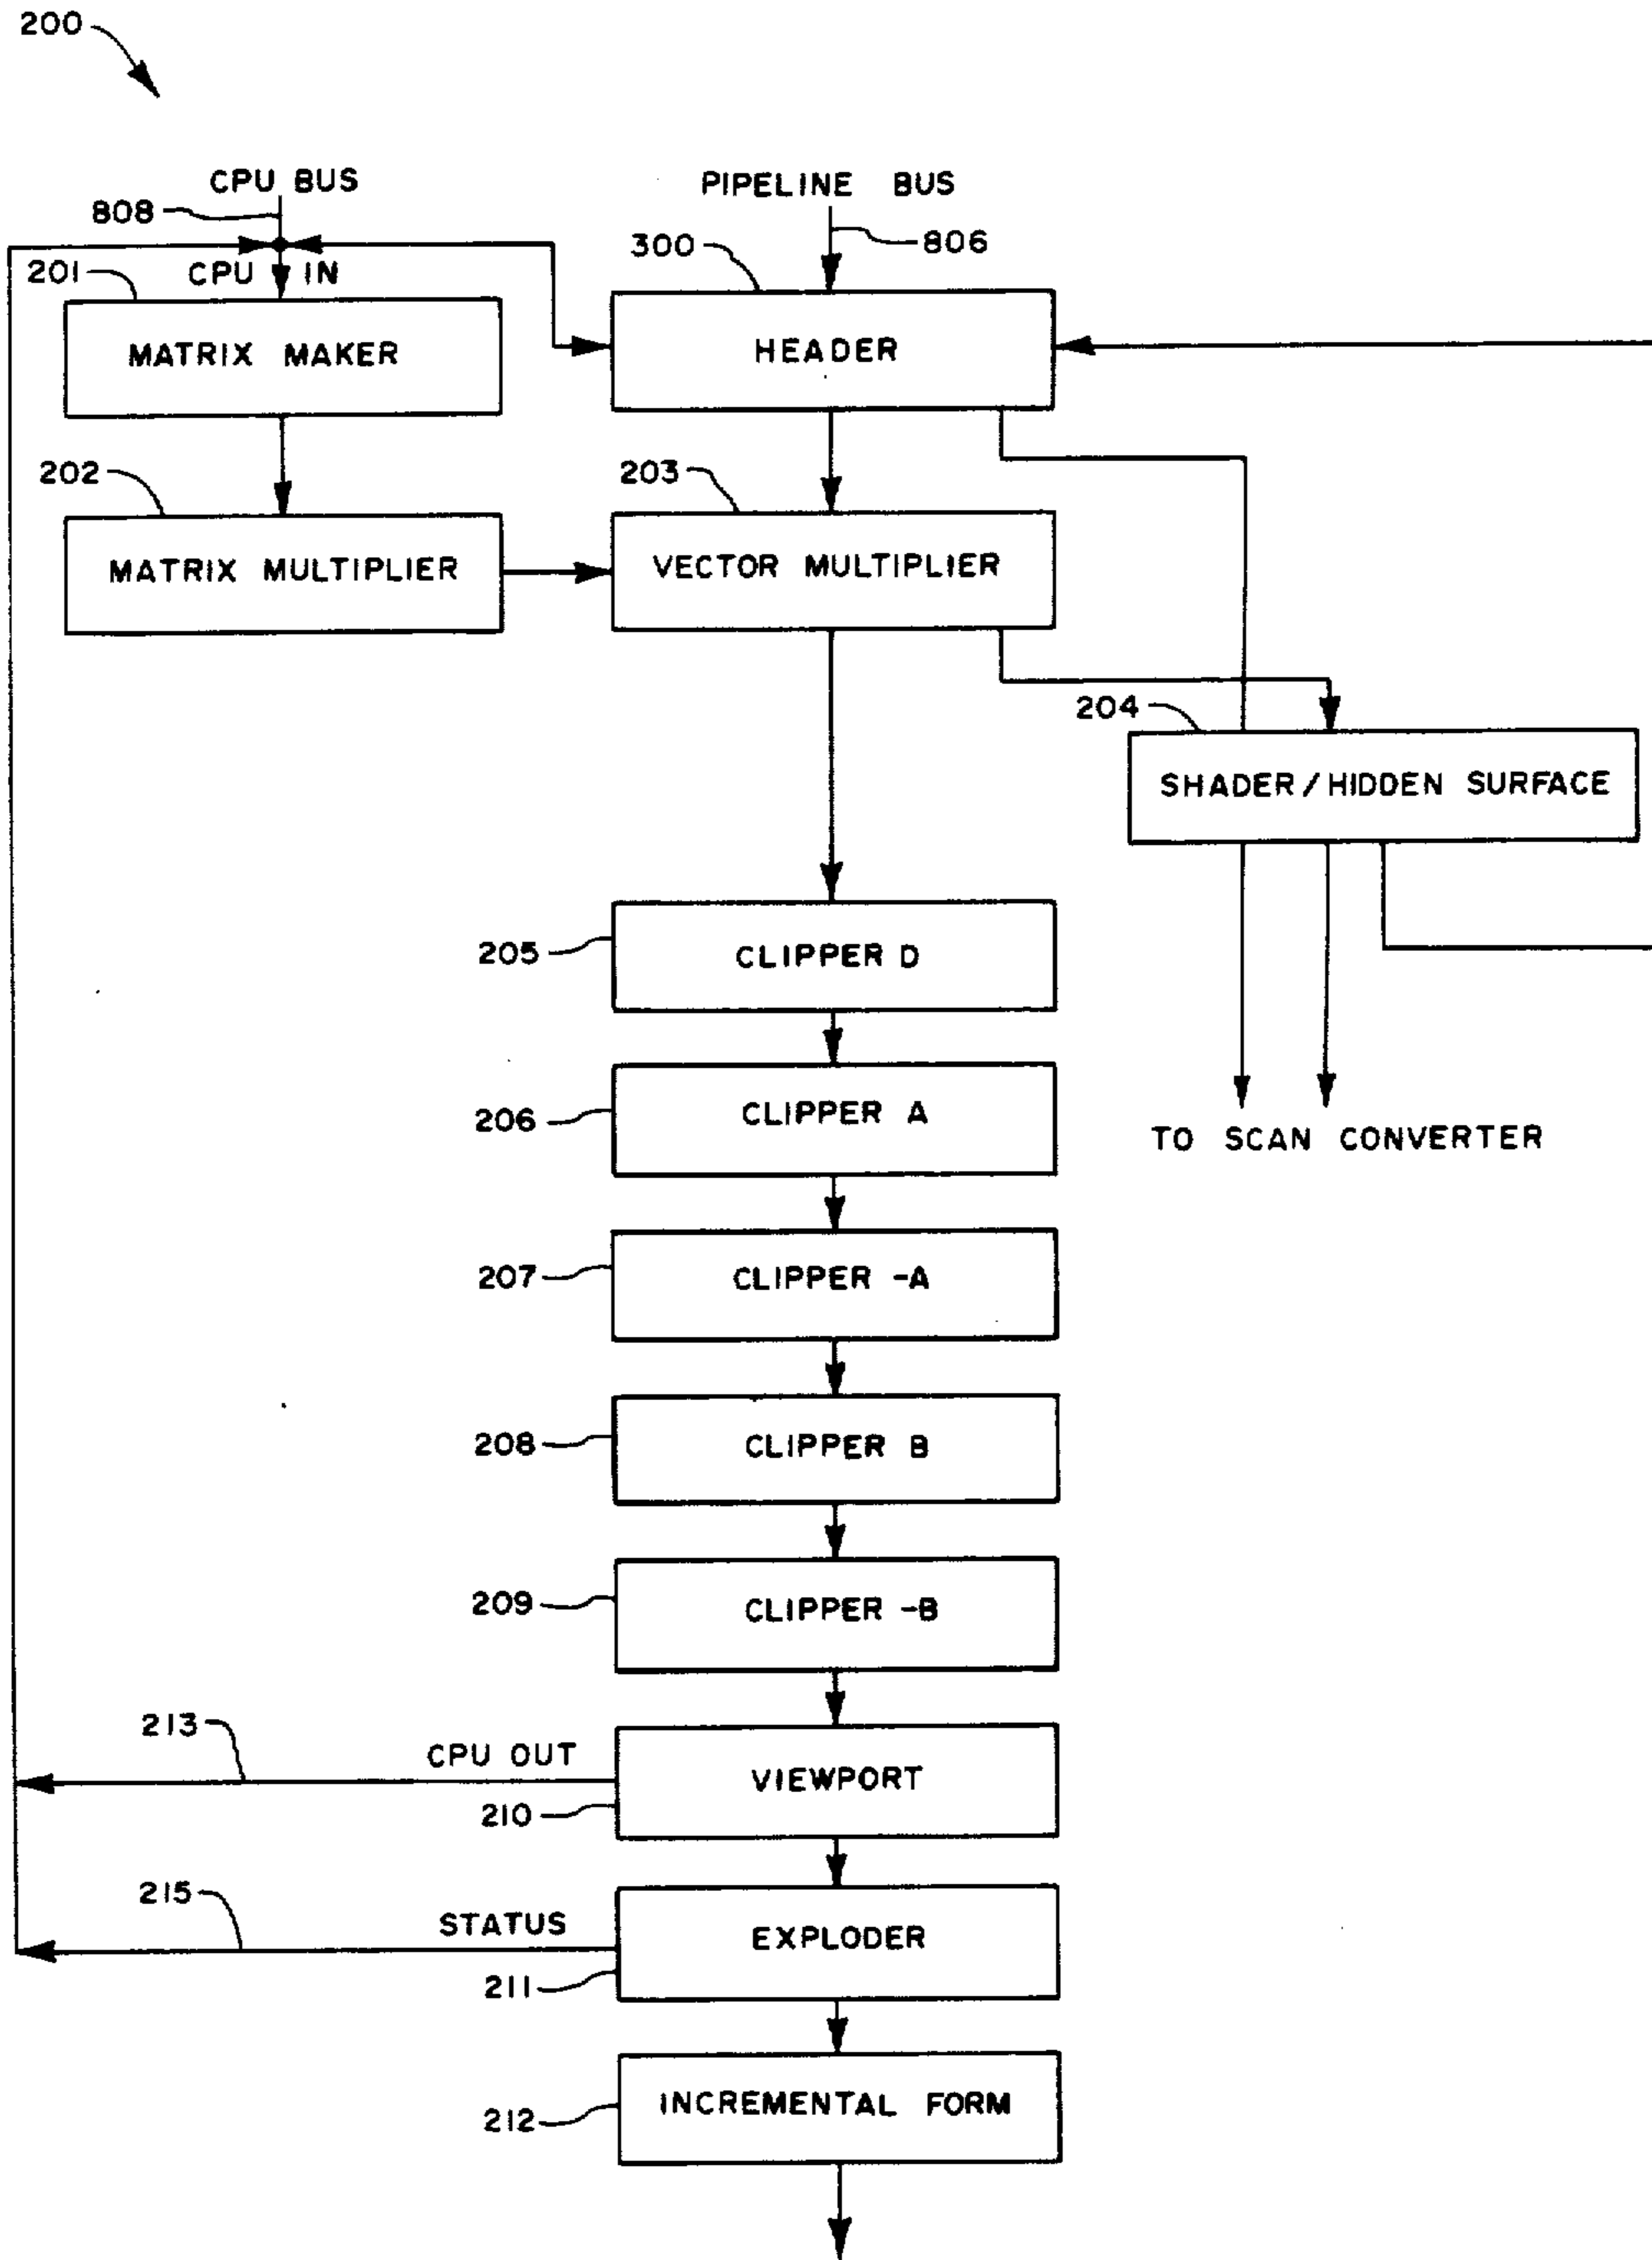 200
CPU BUS
PIPELINE BUS
808
806
300
201
CPU IN
MATRIX MAKER
HEADER
202
203
MATRIX MULTIPLIER
VECTOR MULTIPLIER
204
SHADER/HIDDEN SURFACE
205
CLIPPER D
206
CLIPPER A
TO SCAN CONVERTER
207
CLIPPER -A
208
CLIPPER B
209
CLIPPER -B
213
CPU OUT
VIEWPORT
210
215
STATUS
EXPLODER
211
INCREMENTAL FORM
212